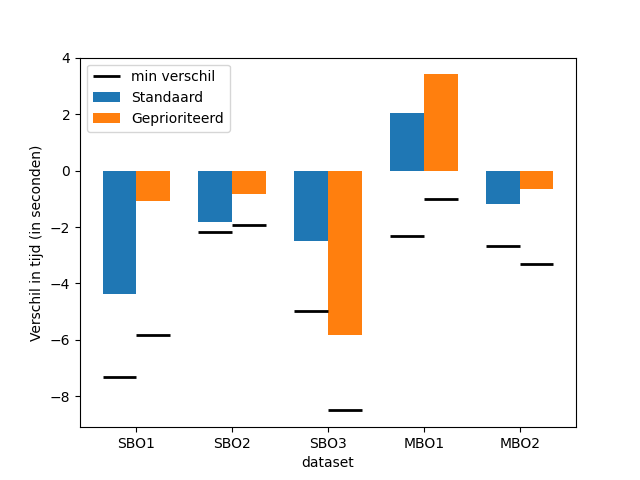 min verschil
Standaard
Geprioriteerd
Verschil in tijd (in seconden)
4
2
0
−2
−4
−6
−8
SBO1 SBO2 SBO3 MBO1 MBO2
dataset